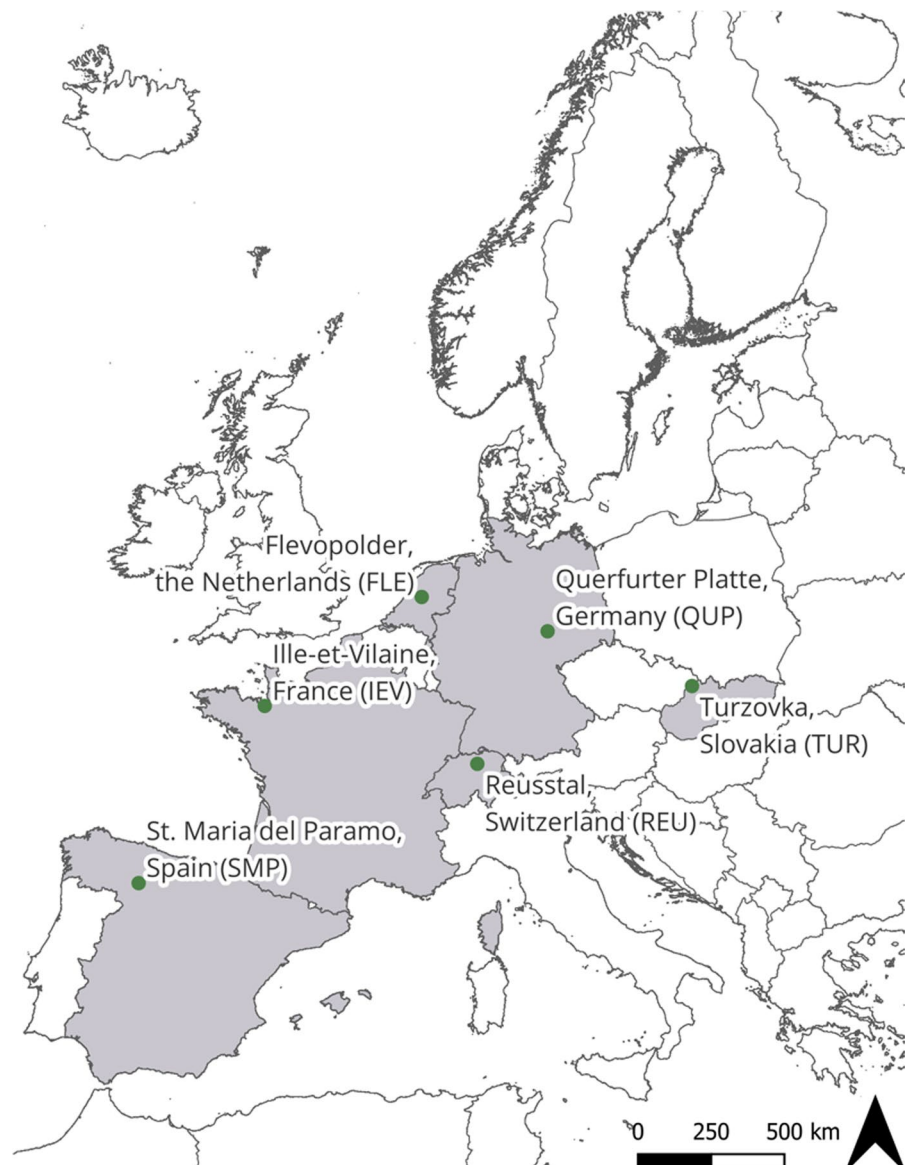 Flevopolder,
the Netherlands (FLE)
Querfurter Platte,
Germany (QUP)
Ille-et-Vilaine,
France (IEV)
Turzovka,
Slovakia (TUR)
Reusstal,
Switzerland (REU)
St. Maria del Paramo,
Spain (SMP)
0 250 500 km